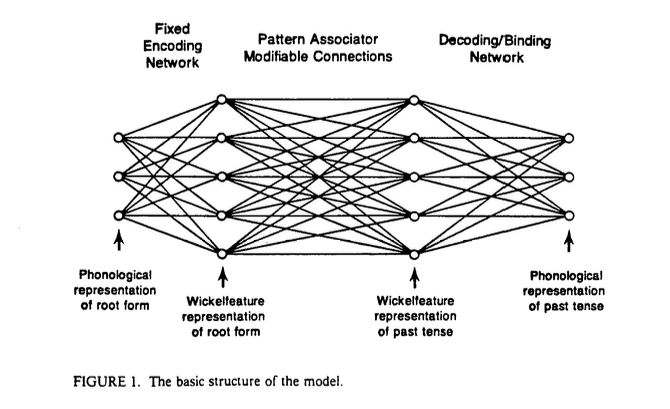 Fixed
Encoding
Network
Pattern Associator
Modifiable Connections
Decoding/Binding
Network
Phonological
representation
of root form
Wickelfeature
representation
of root form
Wickelfeature
representation
of past tense
Phonological
representation
of past tense
FIGURE 1. The basic structure of the model.